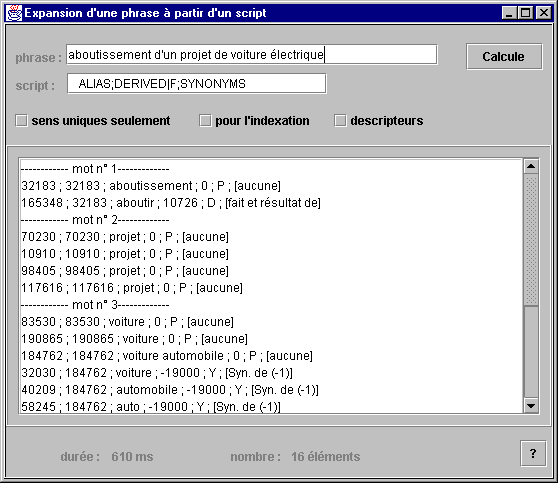 Expansion d'une phrase à partir d'un script
phrase : aboutissement d'un projet de voiture électrique Calcule
script : ALIAS;DERIVED|F;SYNONYMS
sens uniques seulement pour l'indexation descripteurs
------------ mot n° 1-------------
32183 ; 32183 ; aboutissement ; 0 ; P ; [aucune]
165348 ; 32183 ; aboutir ; 10726 ; D ; [fait et résultat de]
------------ mot n° 2-------------
70230 ; 70230 ; projet ; 0 ; P ; [aucune]
10910 ; 10910 ; projet ; 0 ; P ; [aucune]
98405 ; 98405 ; projet ; 0 ; P ; [aucune]
117616 ; 117616 ; projet ; 0 ; P ; [aucune]
------------ mot n° 3-------------
83530 ; 83530 ; voiture ; 0 ; P ; [aucune]
190865 ; 190865 ; voiture ; 0 ; P ; [aucune]
184762 ; 184762 ; voiture automobile ; 0 ; P ; [aucune]
32030 ; 184762 ; voiture ; -19000 ; Y ; [Syn. de (-1)]
40209 ; 184762 ; automobile ; -19000 ; Y ; [Syn. de (-1)]
58245 ; 184762 ; auto ; -19000 ; Y ; [Syn. de (-1)]
durée : 610 ms nombre : 16 éléments ?